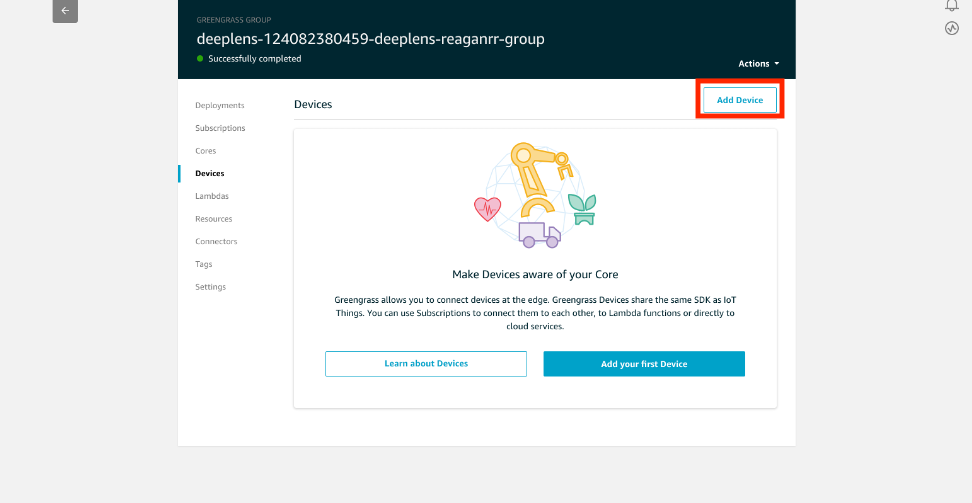 GREENGRASS GROUP
deeplens-124082380459-deeplens-reaganrr-group
Successfully completed
Actions
Deployments
Subscriptions
Cores
Devices
Lambdas
Resources
Connectors
Tags
Settings
Devices
Add Device
Make Devices aware of your Core
Greengrass allows you to connect devices at the edge. Greengrass Devices share the same SDK as IoT
Things. You can use Subscriptions to connect them to each other, to Lambda functions or directly to
cloud services.
Learn about Devices
Add your first Device